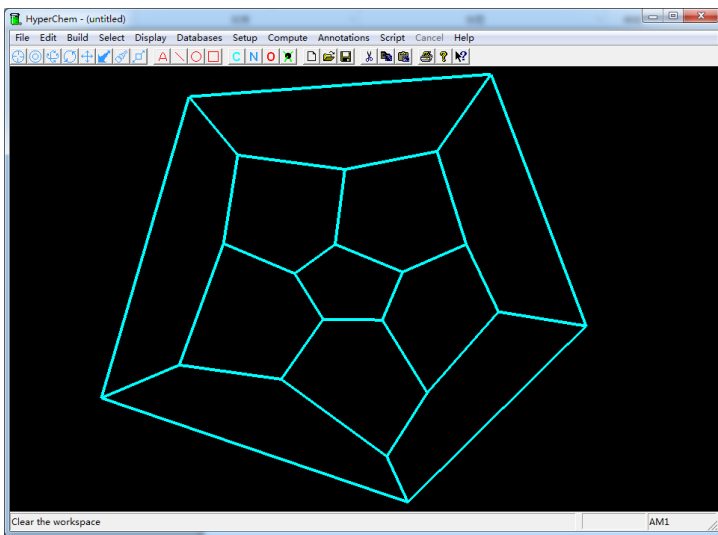 HyperChem - (untitled)
File Edit Build Select Display Databases Setup Compute Annotations Script Cancel Help
A C N O
Clear the workspace
AM1